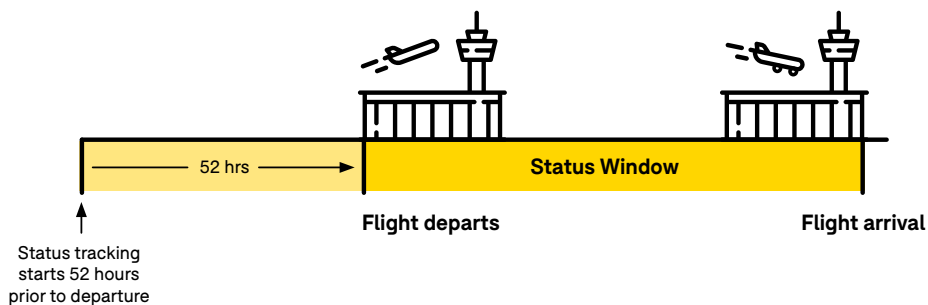 52 hrs
Status Window
Flight departs
Flight arrival
Status tracking
starts 52 hours
prior to departure